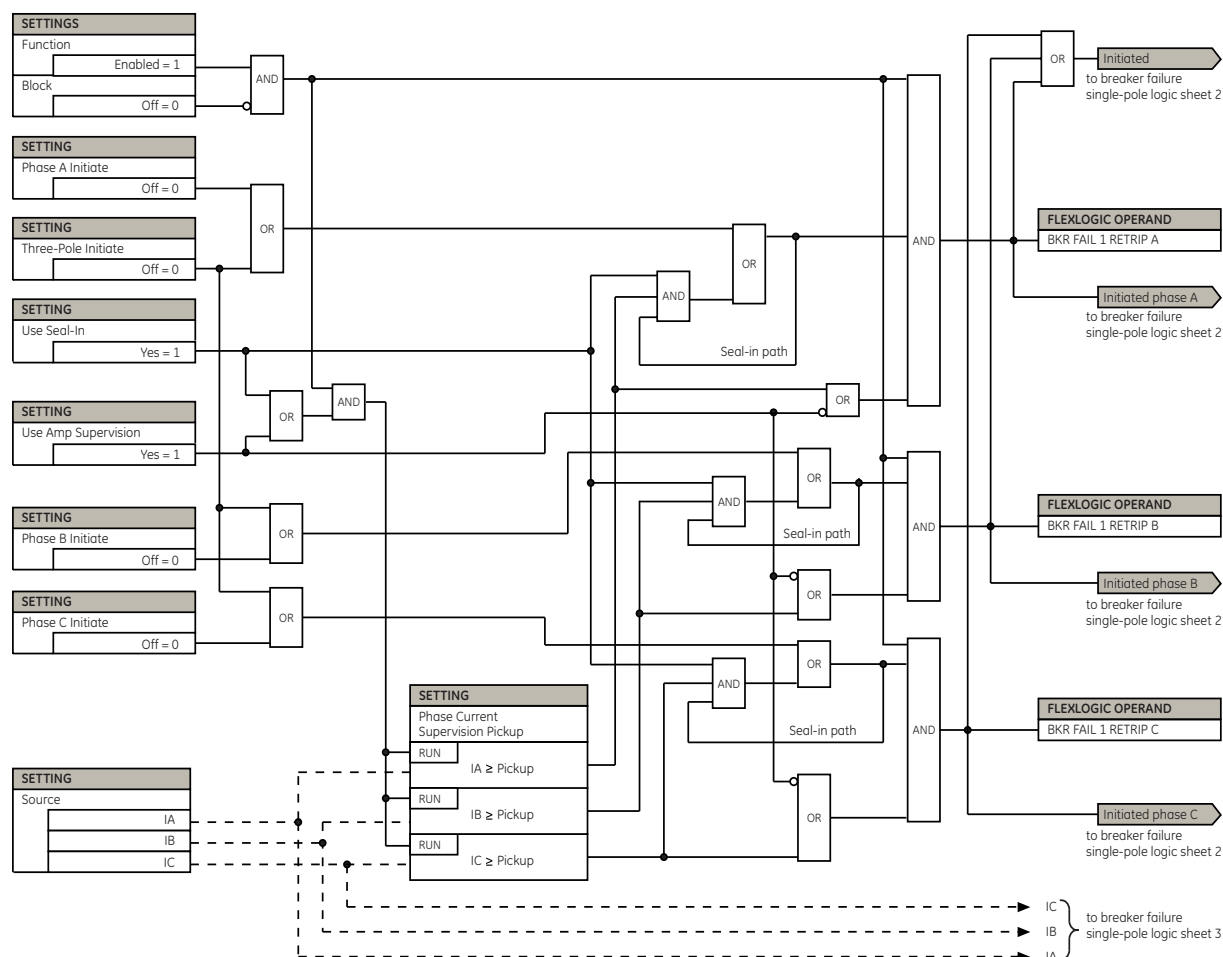 SETTINGS
Function
Enabled = 1
Block
Off = 0
AND
SETTING
Phase A Initiate
Off = 0
SETTING
Three-Pole Initiate
Off = 0
OR
SETTING
Use Seal-In
Yes = 1
SETTING
Use Amp Supervision
Yes = 1
OR
AND
SETTING
Phase B Initiate
Off = 0
OR
SETTING
Phase C Initiate
Off = 0
OR
SETTING
Source
IA
IB
IC
SETTING
Phase Current
Supervision Pickup
RUN
IA ≥ Pickup
RUN
IB ≥ Pickup
RUN
IC ≥ Pickup
AND
OR
Seal-in path
OR
AND
OR
Seal-in path
OR
AND
OR
Seal-in path
OR
AND
AND
AND
OR
Initiated
to breaker failure
single-pole logic sheet 2
FLEXLOGIC OPERAND
BKR FAIL 1 RETRIP A
Initiated phase A
to breaker failure
single-pole logic sheet 2
FLEXLOGIC OPERAND
BKR FAIL 1 RETRIP B
Initiated phase B
to breaker failure
single-pole logic sheet 2
FLEXLOGIC OPERAND
BKR FAIL 1 RETRIP C
Initiated phase C
to breaker failure
single-pole logic sheet 2
IC
IB
IA
to breaker failure
single-pole logic sheet 3